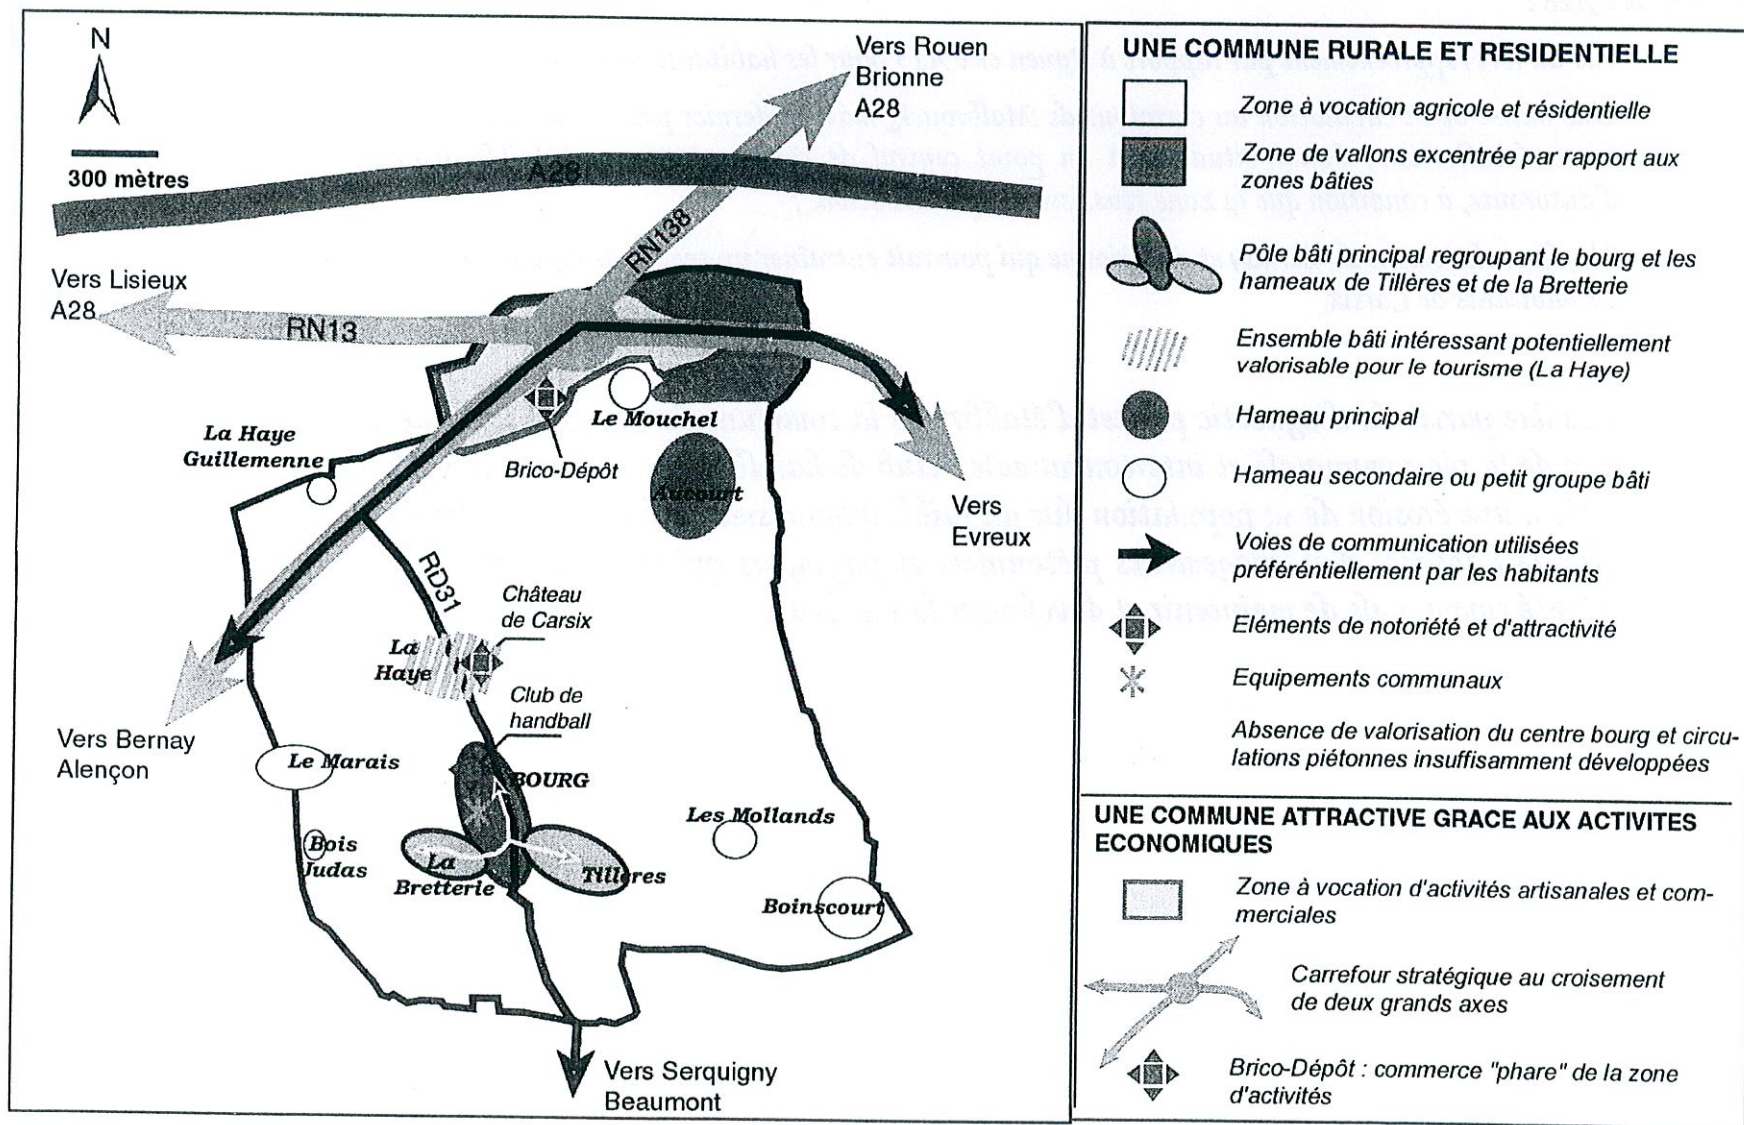 N
300 mètres
Vers Rouen
Brionne
A28
A28
RN138
Vers Lisieux
A28
RN13
La Haye
Guillemenne
Le Mouchel
Brico-Dépôt
Aucourt
Vers
Evreux
RD31
Château
de Carsix
La
Haye
Club de
handball
Vers Bernay
Alençon
Le Marais
BOURG
Les Mollands
Bois
Judas
La
Bretterie
Tillères
Boinscourt
Vers Serquigny
Beaumont
UNE COMMUNE RURALE ET RESIDENTIELLE
Zone à vocation agricole et résidentielle
Zone de vallons excentrée par rapport aux
zones bâties
Pôle bâti principal regroupant le bourg et les
hameaux de Tillères et de la Bretterie
Ensemble bâti intéressant potentiellement
valorisable pour le tourisme (La Haye)
Hameau principal
Hameau secondaire ou petit groupe bâti
Voies de communication utilisées
préféréntiellement par les habitants
Eléments de notoriété et d'attractivité
Equipements communaux
Absence de valorisation du centre bourg et circu-
lations piétonnes insuffisamment développées
UNE COMMUNE ATTRACTIVE GRACE AUX ACTIVITES
ECONOMIQUES
Zone à vocation d'activités artisanales et com-
merciales
Carrefour stratégique au croisement
de deux grands axes
Brico-Dépôt : commerce "phare" de la zone
d'activités